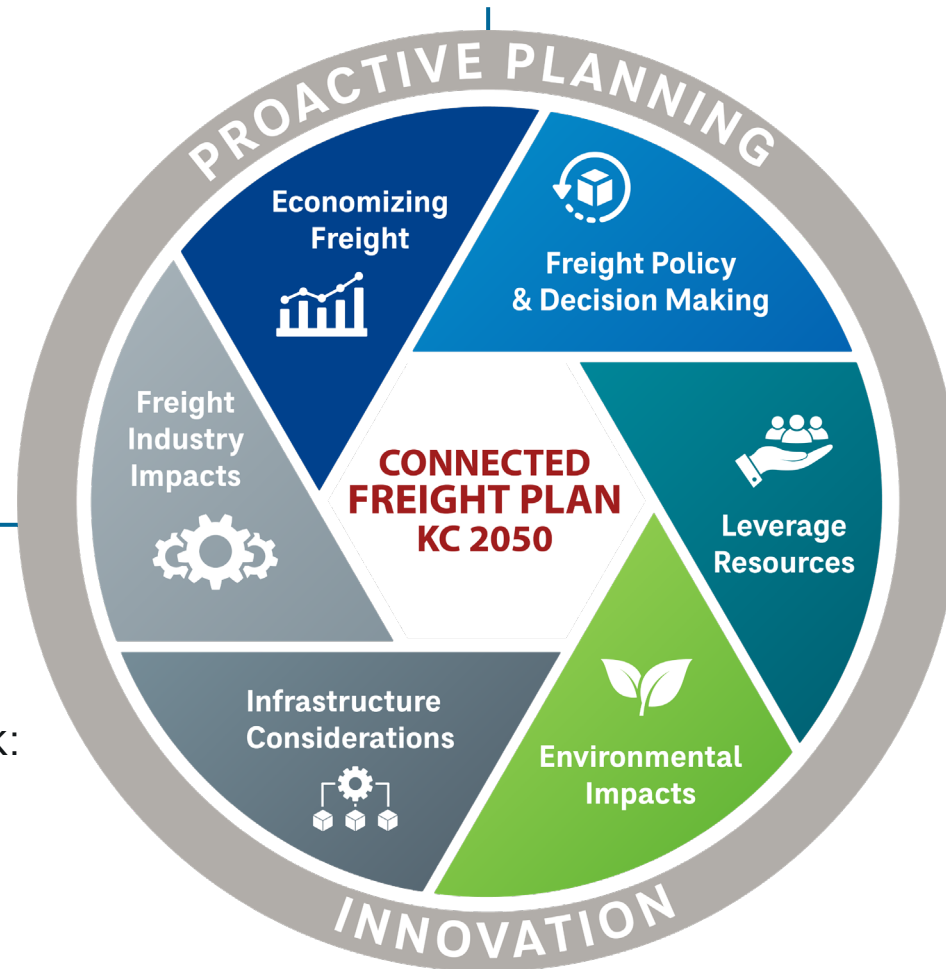 PROACTIVE PLANNING
Economizing
Freight
Freight Policy
& Decision Making
Freight
Industry
Impacts
CONNECTED
FREIGHT PLAN
KC 2050
Leverage
Resources
Infrastructure
Considerations
Environmental
Impacts
INNOVATION